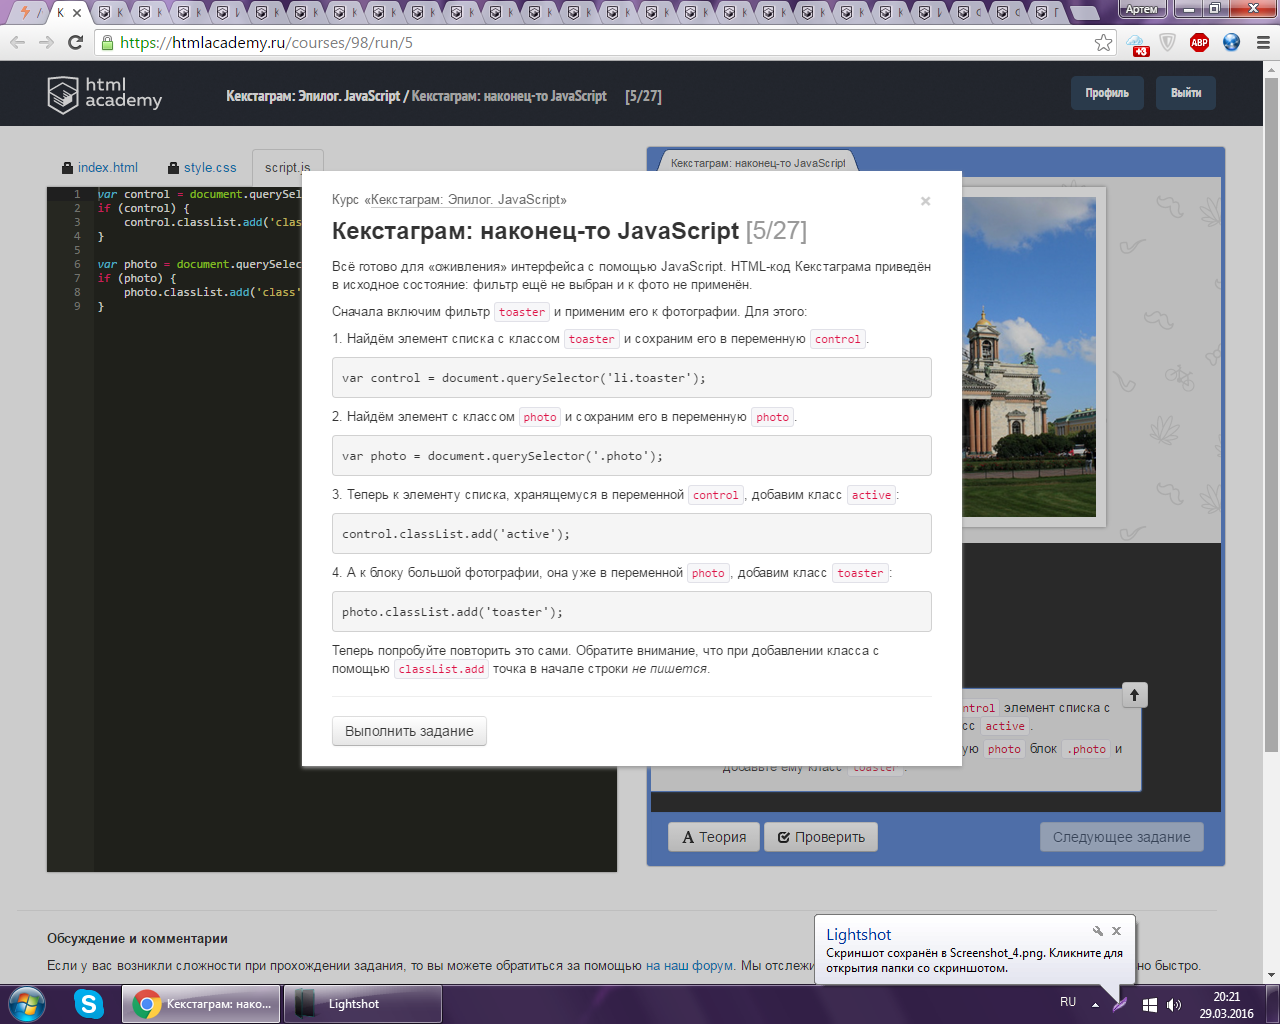 Артем
https://htmlacademy.ru/courses/98/run/5
+3
ABP
html academy
Кекстаграм: Эпилог. JavaScript / Кекстаграм: наконец-то JavaScript [5/27]
Профиль
Выйти
index.html
style.css
script.js
Кекстаграм: наконец-то JavaScript
1 var control = document.querySel
2 if (control) {
3 control.classList.add('clas
4 }
5
6 var photo = document.querySelec
7 if (photo) {
8 photo.classList.add('class'
9 }
Курс «Кекстаграм: Эпилог. JavaScript»
Кекстаграм: наконец-то JavaScript [5/27]
Всё готово для «оживления» интерфейса с помощью JavaScript. HTML-код Кекстаграма приведён
в исходное состояние: фильтр ещё не выбран и к фото не применён.
Сначала включим фильтр toaster и применим его к фотографии. Для этого:
1. Найдём элемент списка с классом toaster и сохраним его в переменную control.
var control = document.querySelector('li.toaster');
2. Найдём элемент с классом photo и сохраним его в переменную photo.
var photo = document.querySelector('.photo');
3. Теперь к элементу списка, хранящемуся в переменной control, добавим класс active:
control.classList.add('active');
4. А к блоку большой фотографии, она уже в переменной photo, добавим класс toaster:
photo.classList.add('toaster');
Теперь попробуйте повторить это сами. Обратите внимание, что при добавлении класса с
помощью classList.add точка в начале строки не пишется.
Выполнить задание
ntrol элемент списка с
сс active.
ую photo блок .photo и
добавьте ему класс toaster.
Теория
Проверить
Следующее задание
Обсуждение и комментарии
Если у вас возникли сложности при прохождении задания, то вы можете обратиться за помощью на наш форум. Мы отслежи
но быстро.
Lightshot
Скриншот сохранён в Screenshot_4.png. Кликните для
открытия папки со скриншотом.
Кекстаграм: нако...
Lightshot
RU
20:21
29.03.2016